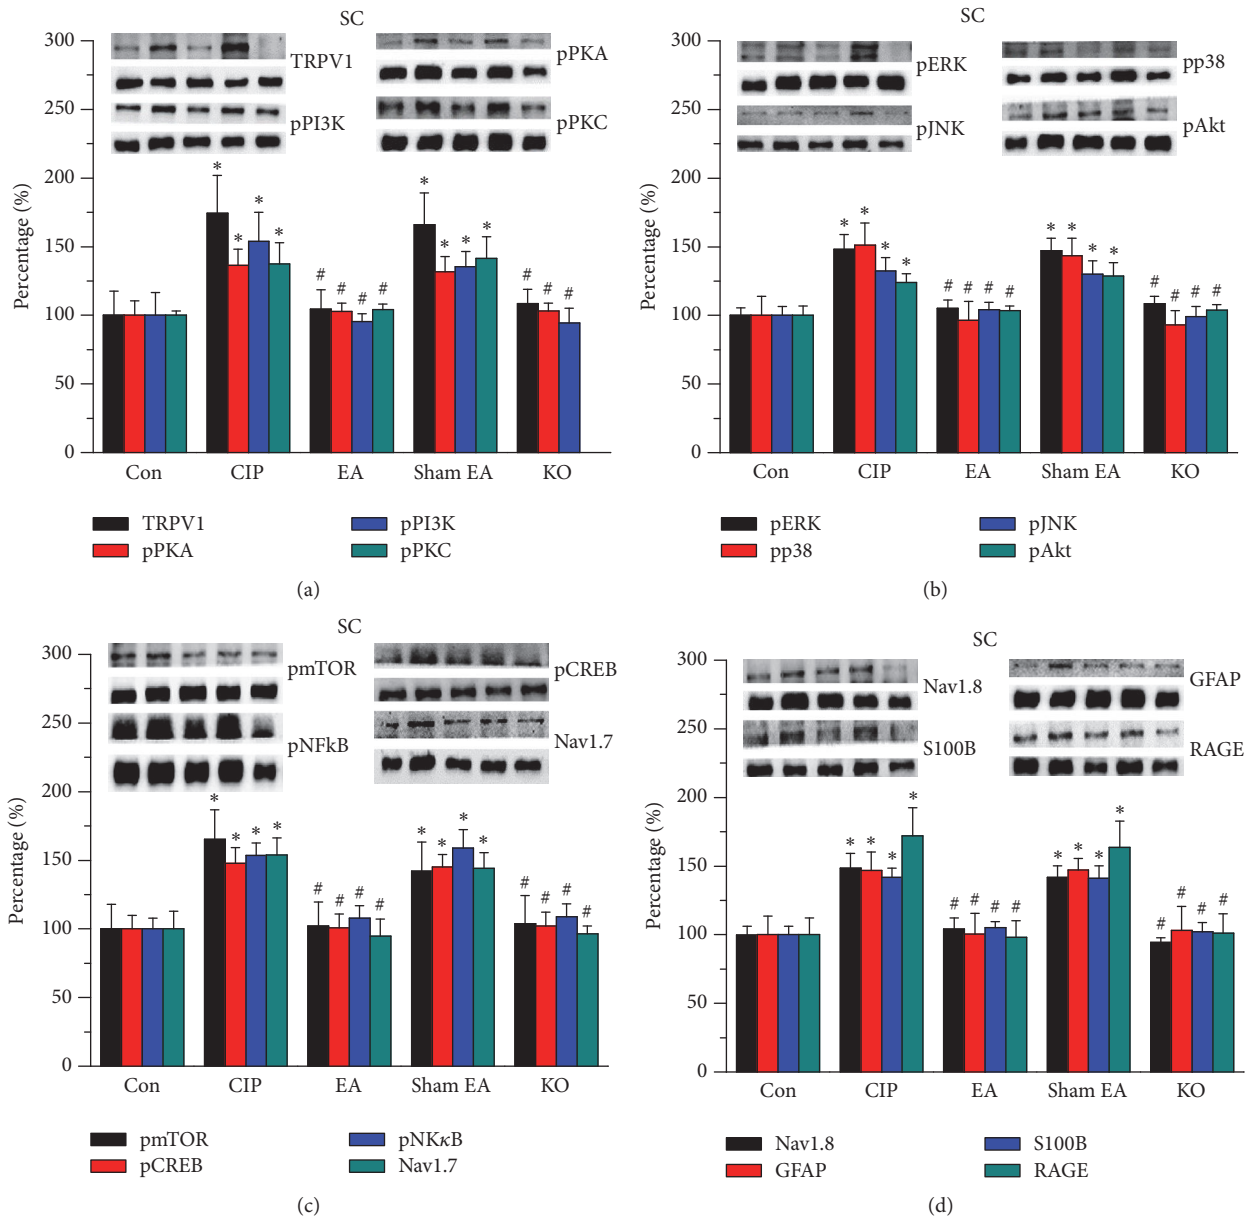 SC
300
250
200
150
100
50
0
Percentage (%)
TRPV1
pPI3K
pPKA
pPKC
* * * *
# # # #
* * * *
# # #
Con CIP EA Sham EA KO
TRPV1 pPI3K
pPKA pPKC
(a)
SC
300
250
200
150
100
50
0
Percentage (%)
pERK
pJNK
pp38
pAkt
* * * *
# # # #
* * * *
# # # #
Con CIP EA Sham EA KO
pERK pJNK
pp38 pAkt
(b)
SC
300
250
200
150
100
50
0
Percentage (%)
pmTOR
pNFkB
pCREB
Nav1.7
* * * *
# # # #
* * * *
# # # #
Con CIP EA Sham EA KO
pmTOR pNKκB
pCREB Nav1.7
(c)
SC
300
250
200
150
100
50
0
Percentage (%)
Nav1.8
S100B
GFAP
RAGE
* * * *
# # # #
* * * *
# # # #
Con CIP EA Sham EA KO
Nav1.8 S100B
GFAP RAGE
(d)